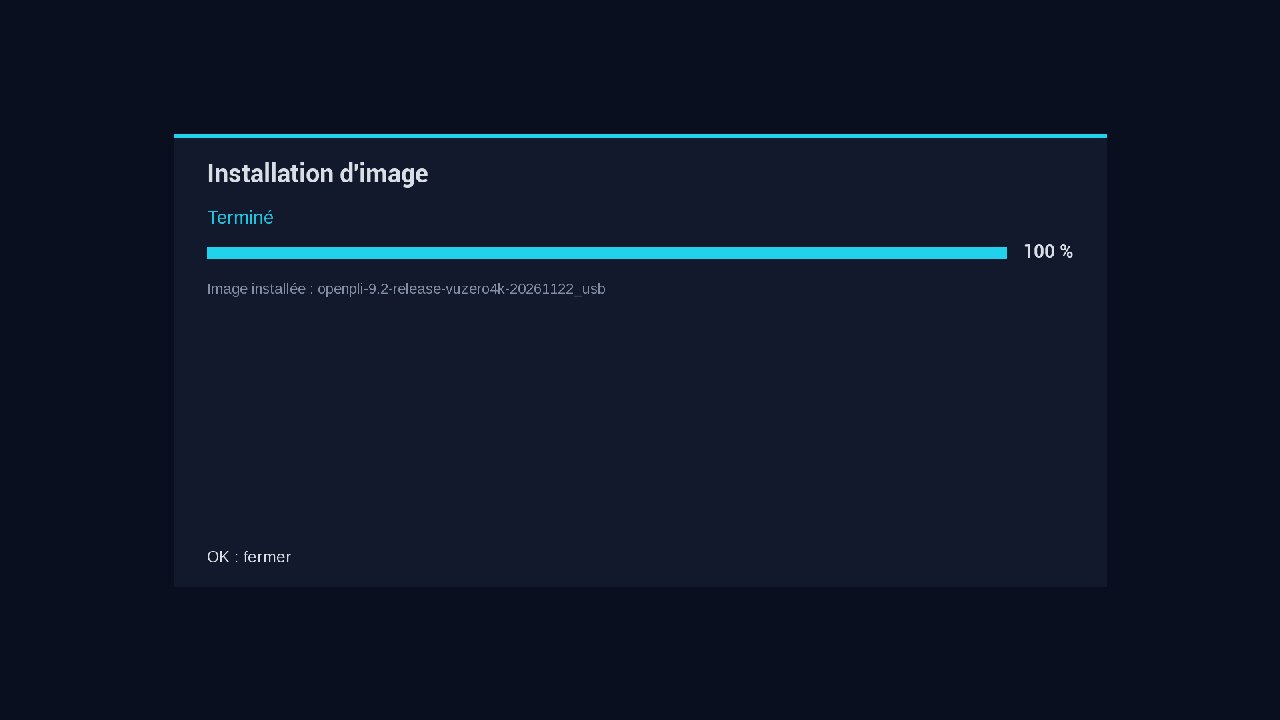 Installation d'image
Terminé
100 %
Image installée : openpli-9.2-release-vuzero4k-20261122_usb
OK : fermer